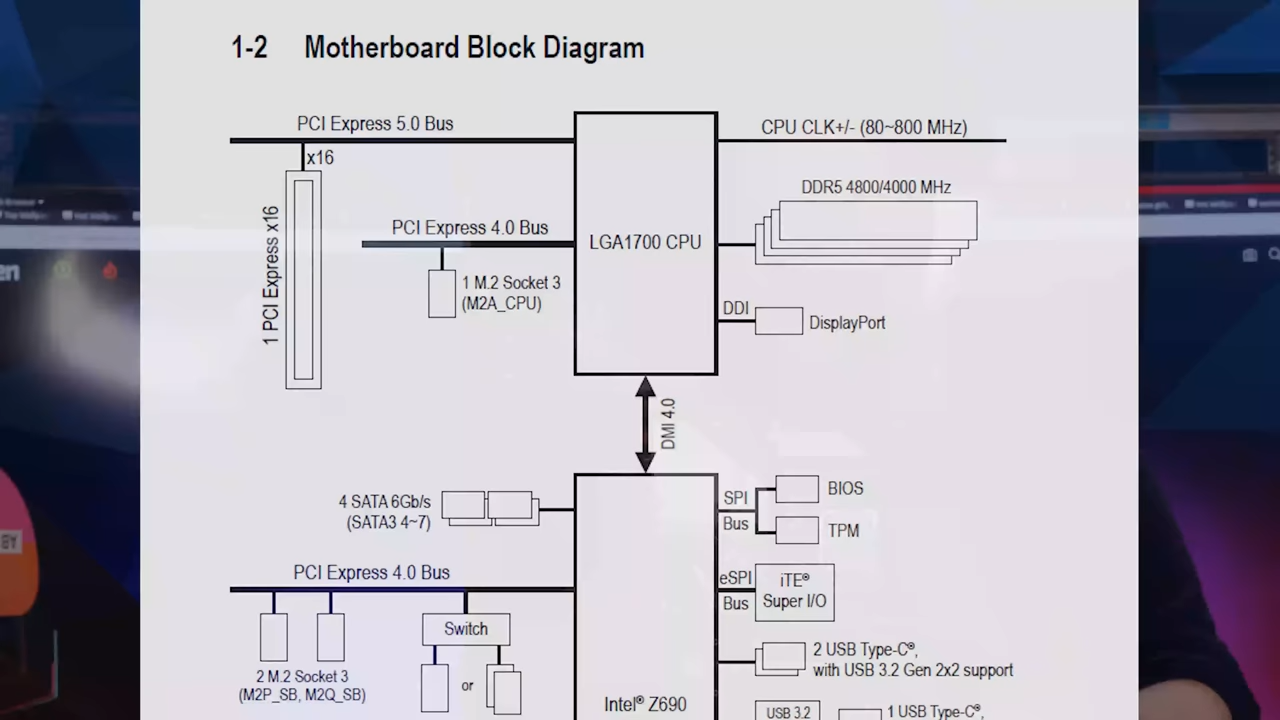 1-2 Motherboard Block Diagram
PCI Express 5.0 Bus
CPU CLK+/- (80~800 MHz)
x16
DDR5 4800/4000 MHz
1 PCI Express x16
PCI Express 4.0 Bus
LGA1700 CPU
1 M.2 Socket 3
(M2A_CPU)
DDI
DisplayPort
DMI 4.0
4 SATA 6Gb/s
(SATA3 4~7)
SPI
Bus
BIOS
TPM
PCI Express 4.0 Bus
eSPI
Bus
iTE®
Super I/O
Switch
2 M.2 Socket 3
(M2P_SB, M2Q_SB)
or
2 USB Type-C®,
with USB 3.2 Gen 2x2 support
Intel® Z690
USB 3.2
1 USB Type-C®,
en